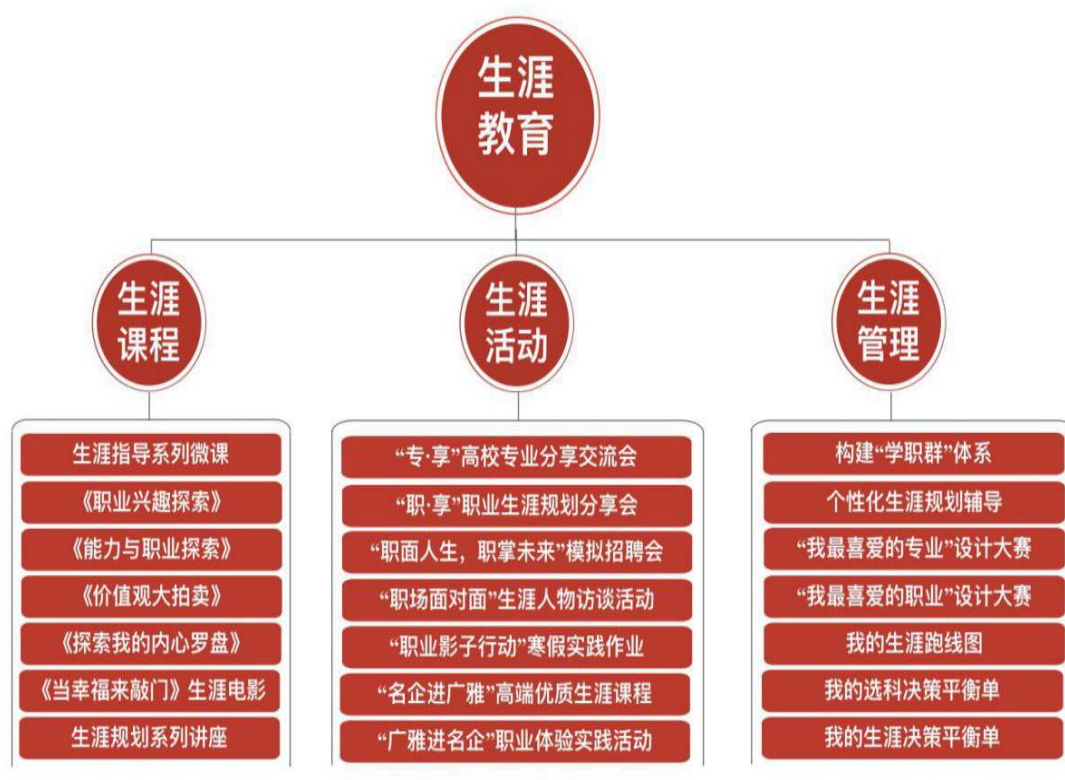 生涯
教育
生涯
课程
生涯指导系列微课
《职业兴趣探索》
《能力与职业探索》
《价值观大拍卖》
《探索我的内心罗盘》
《当幸福来敲门》生涯电影
生涯规划系列讲座
生涯
活动
“专·享”高校专业分享交流会
“职·享”职业生涯规划分享会
“职面人生，职掌未来”模拟招聘会
“职场面对面”生涯人物访谈活动
“职业影子行动”寒假实践作业
“名企进广雅”高端优质生涯课程
“广雅进名企”职业体验实践活动
生涯
管理
构建“学职群”体系
个性化生涯规划辅导
“我最喜爱的专业”设计大赛
“我最喜爱的职业”设计大赛
我的生涯跑线图
我的选科决策平衡单
我的生涯决策平衡单